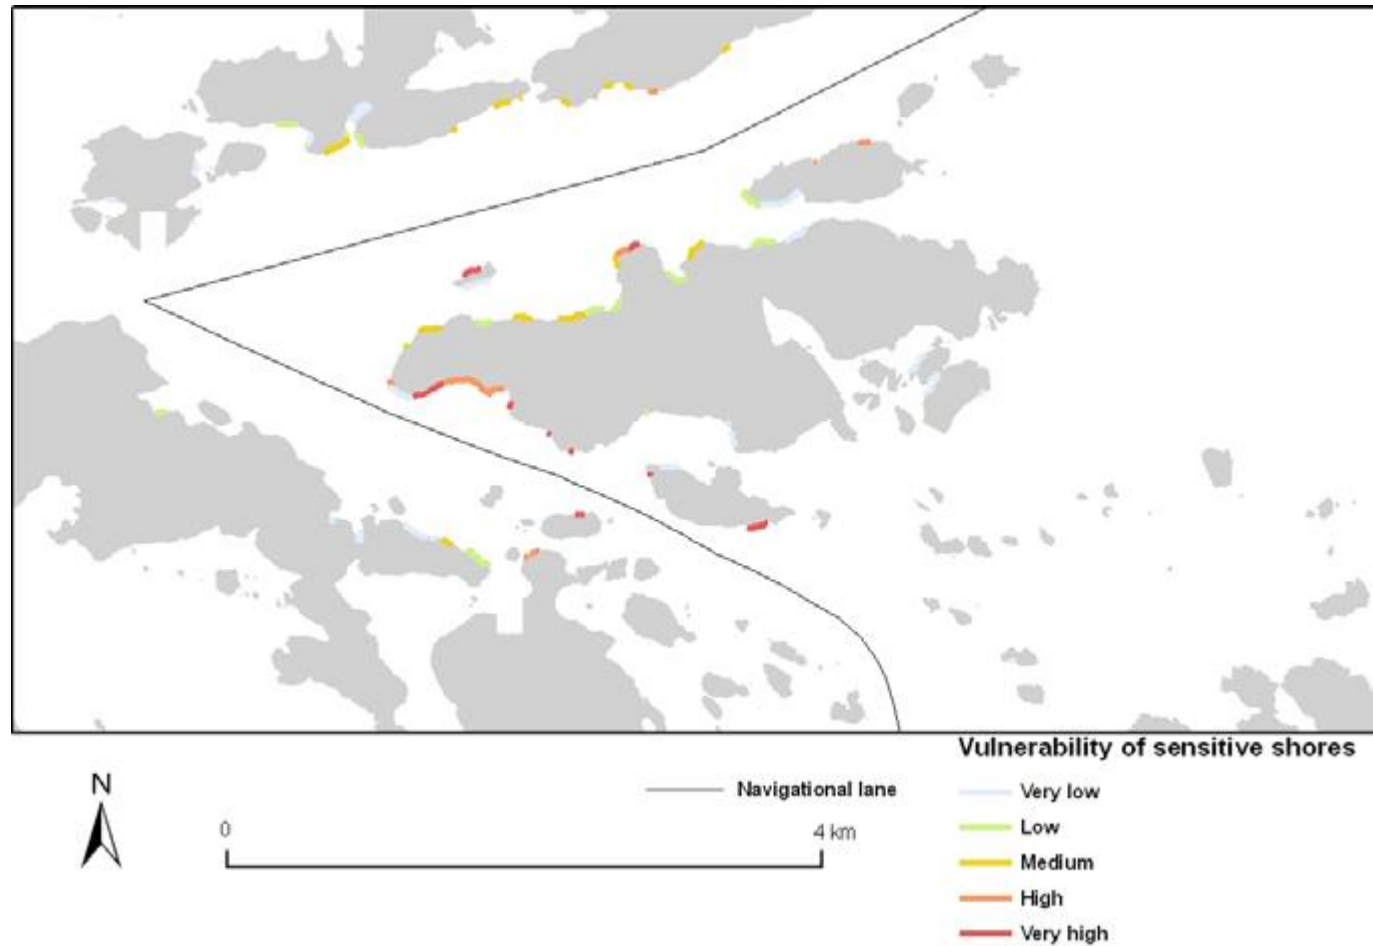 Vulnerability of sensitive shores
N
Navigational lane
Very low
0
4 km
Low
Medium
High
Very high